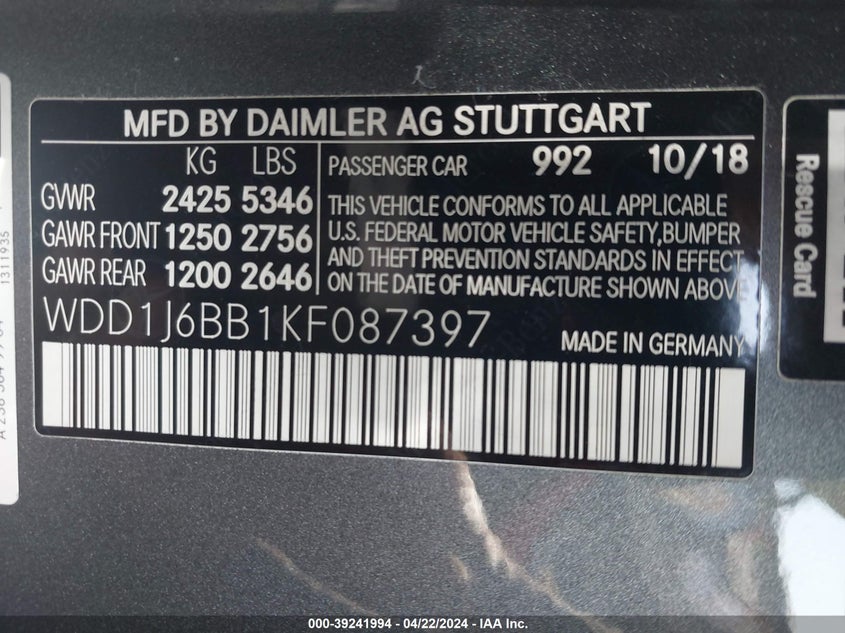 MFD BY DAIMLER AG STUTTGART
KG LBS
GVWR 2425 5346
GAWR FRONT 1250 2756
GAWR REAR 1200 2646
PASSENGER CAR 992 10/18
THIS VEHICLE CONFORMS TO ALL APPLICABLE
U.S. FEDERAL MOTOR VEHICLE SAFETY, BUMPER
AND THEFT PREVENTION STANDARDS IN EFFECT
ON THE DATE OF MANUFACTURE SHOWN ABOVE
WDD1J6BB1KF087397
MADE IN GERMANY
Rescue Card
1311935
000-39241994 - 04/22/2024 - IAA Inc.